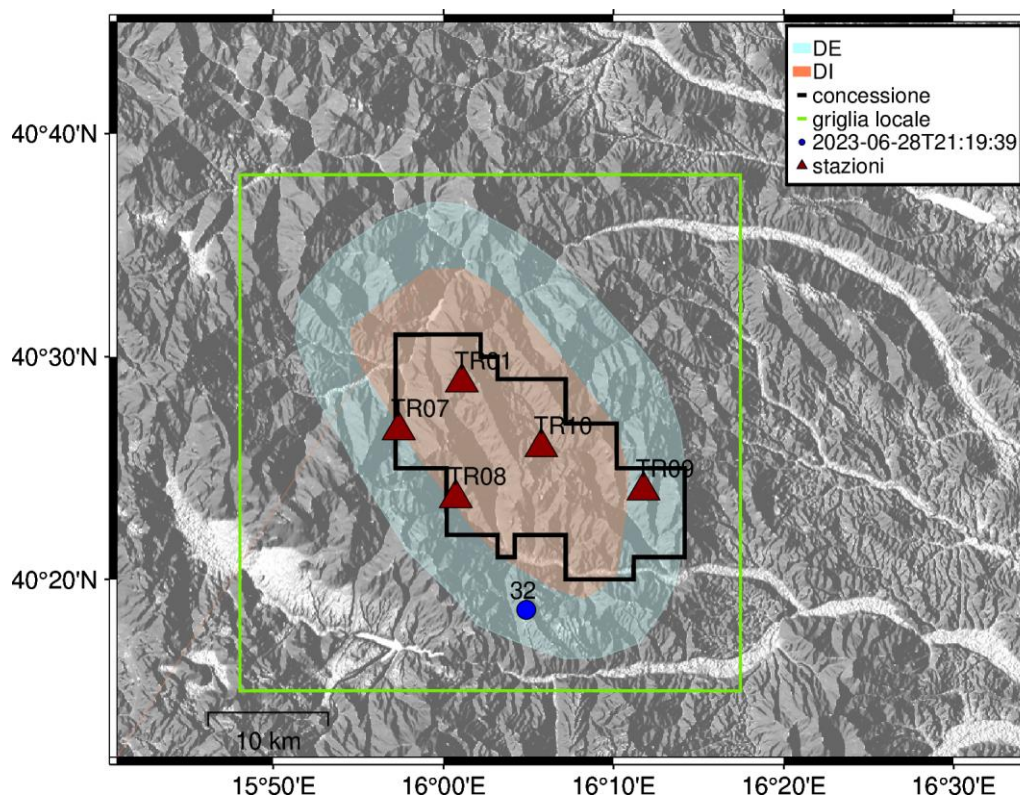 DE
DI
concessione
griglia locale
2023-06-28T21:19:39
stazioni
40°40'N
40°30'N
40°20'N
TR01
TR07
TR10
TR08
TR09
32
10 km
15°50'E
16°00'E
16°10'E
16°20'E
16°30'E